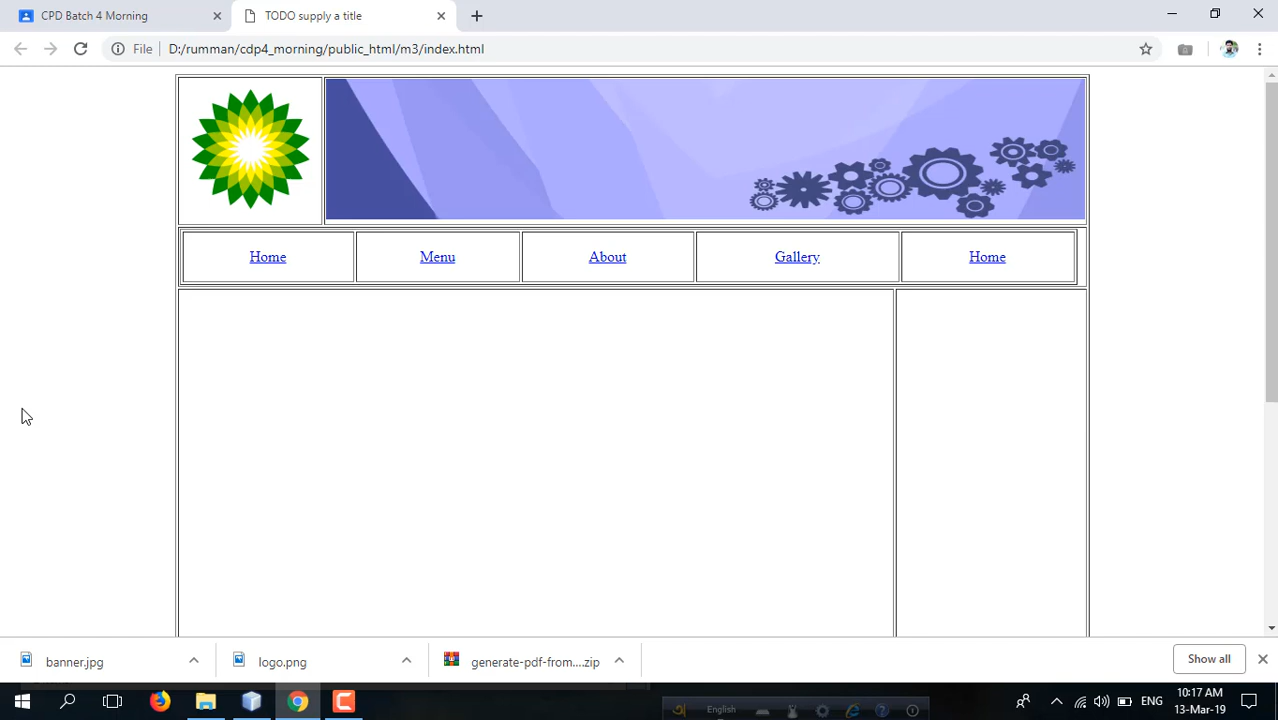 CPD Batch 4 Morning
TODO supply a title
File
D:/rumman/cdp4_morning/public_html/m3/index.html
Home
Menu
About
Gallery
Home
banner.jpg
logo.png
generate-pdf-from....zip
Show all
English
ENG
10:17 AM
13-Mar-19